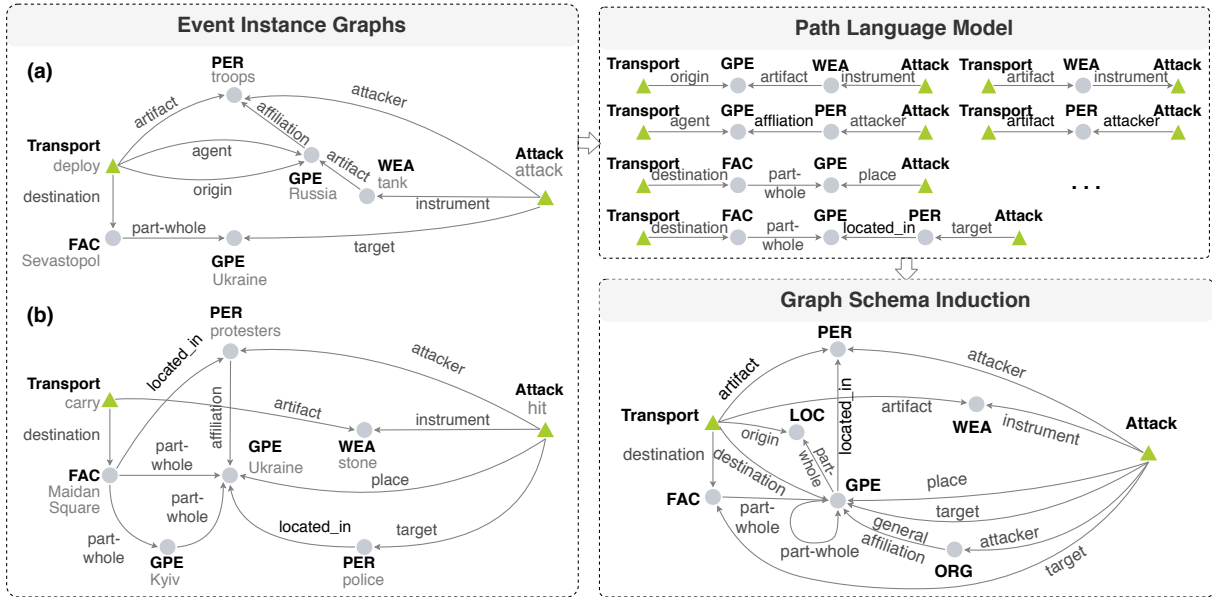 Event Instance Graphs
(a)
PER
troops
artifact
attacker
affiliation
Transport
deploy
agent
origin
GPE
Russia
artifact
WEA
tank
Attack
attack
instrument
destination
FAC
Sevastopol
part-whole
GPE
Ukraine
target
(b)
PER
protesters
located_in
attacker
Transport
carry
artifact
affiliation
Attack
hit
instrument
WEA
stone
destination
part-
whole
GPE
Ukraine
place
FAC
Maidan
Square
part-
whole
part-
whole
GPE
Kyiv
located_in
PER
police
target
Path Language Model
Transport
origin
GPE
artifact
WEA
instrument
Attack
Transport
artifact
WEA
instrument
Attack
Transport
agent
GPE
affliation
PER
attacker
Attack
Transport
artifact
PER
attacker
Attack
Transport
destination
FAC
part-
whole
GPE
place
Attack
. . .
Transport
destination
FAC
part-
whole
GPE
located_in
PER
target
Attack
Graph Schema Induction
PER
artifact
attacker
located_in
Transport
LOC
origin
artifact
WEA
instrument
Attack
destination
destination
part-
whole
GPE
place
FAC
part-
whole
target
part-whole
general
affiliation
attacker
ORG
target